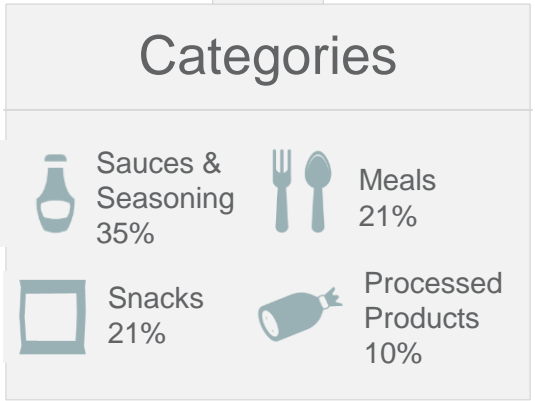 Categories
Sauces &
Seasoning
35%
Meals
21%
Snacks
21%
Processed
Products
10%